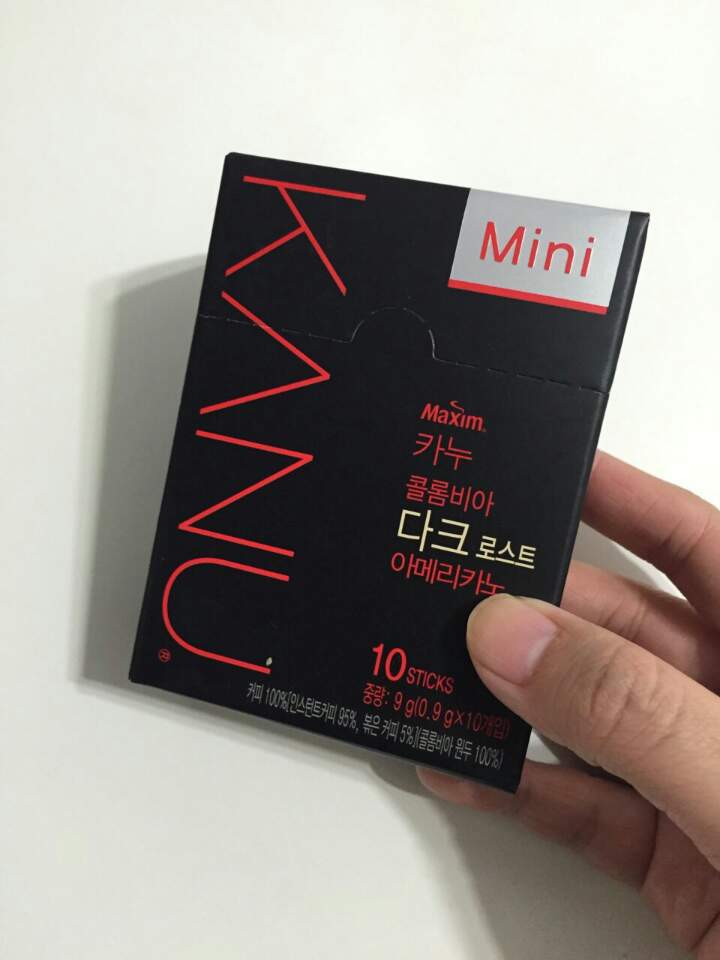 KANU
Mini
Maxim
카누
콜롬비아
다크 로스트
아메리카노
10 STICKS
중량: 9 g(0.9 g×10개입)
커피 100%(인스턴트커피 95%, 볶은 커피 5%)(콜롬비아 원두 100%)